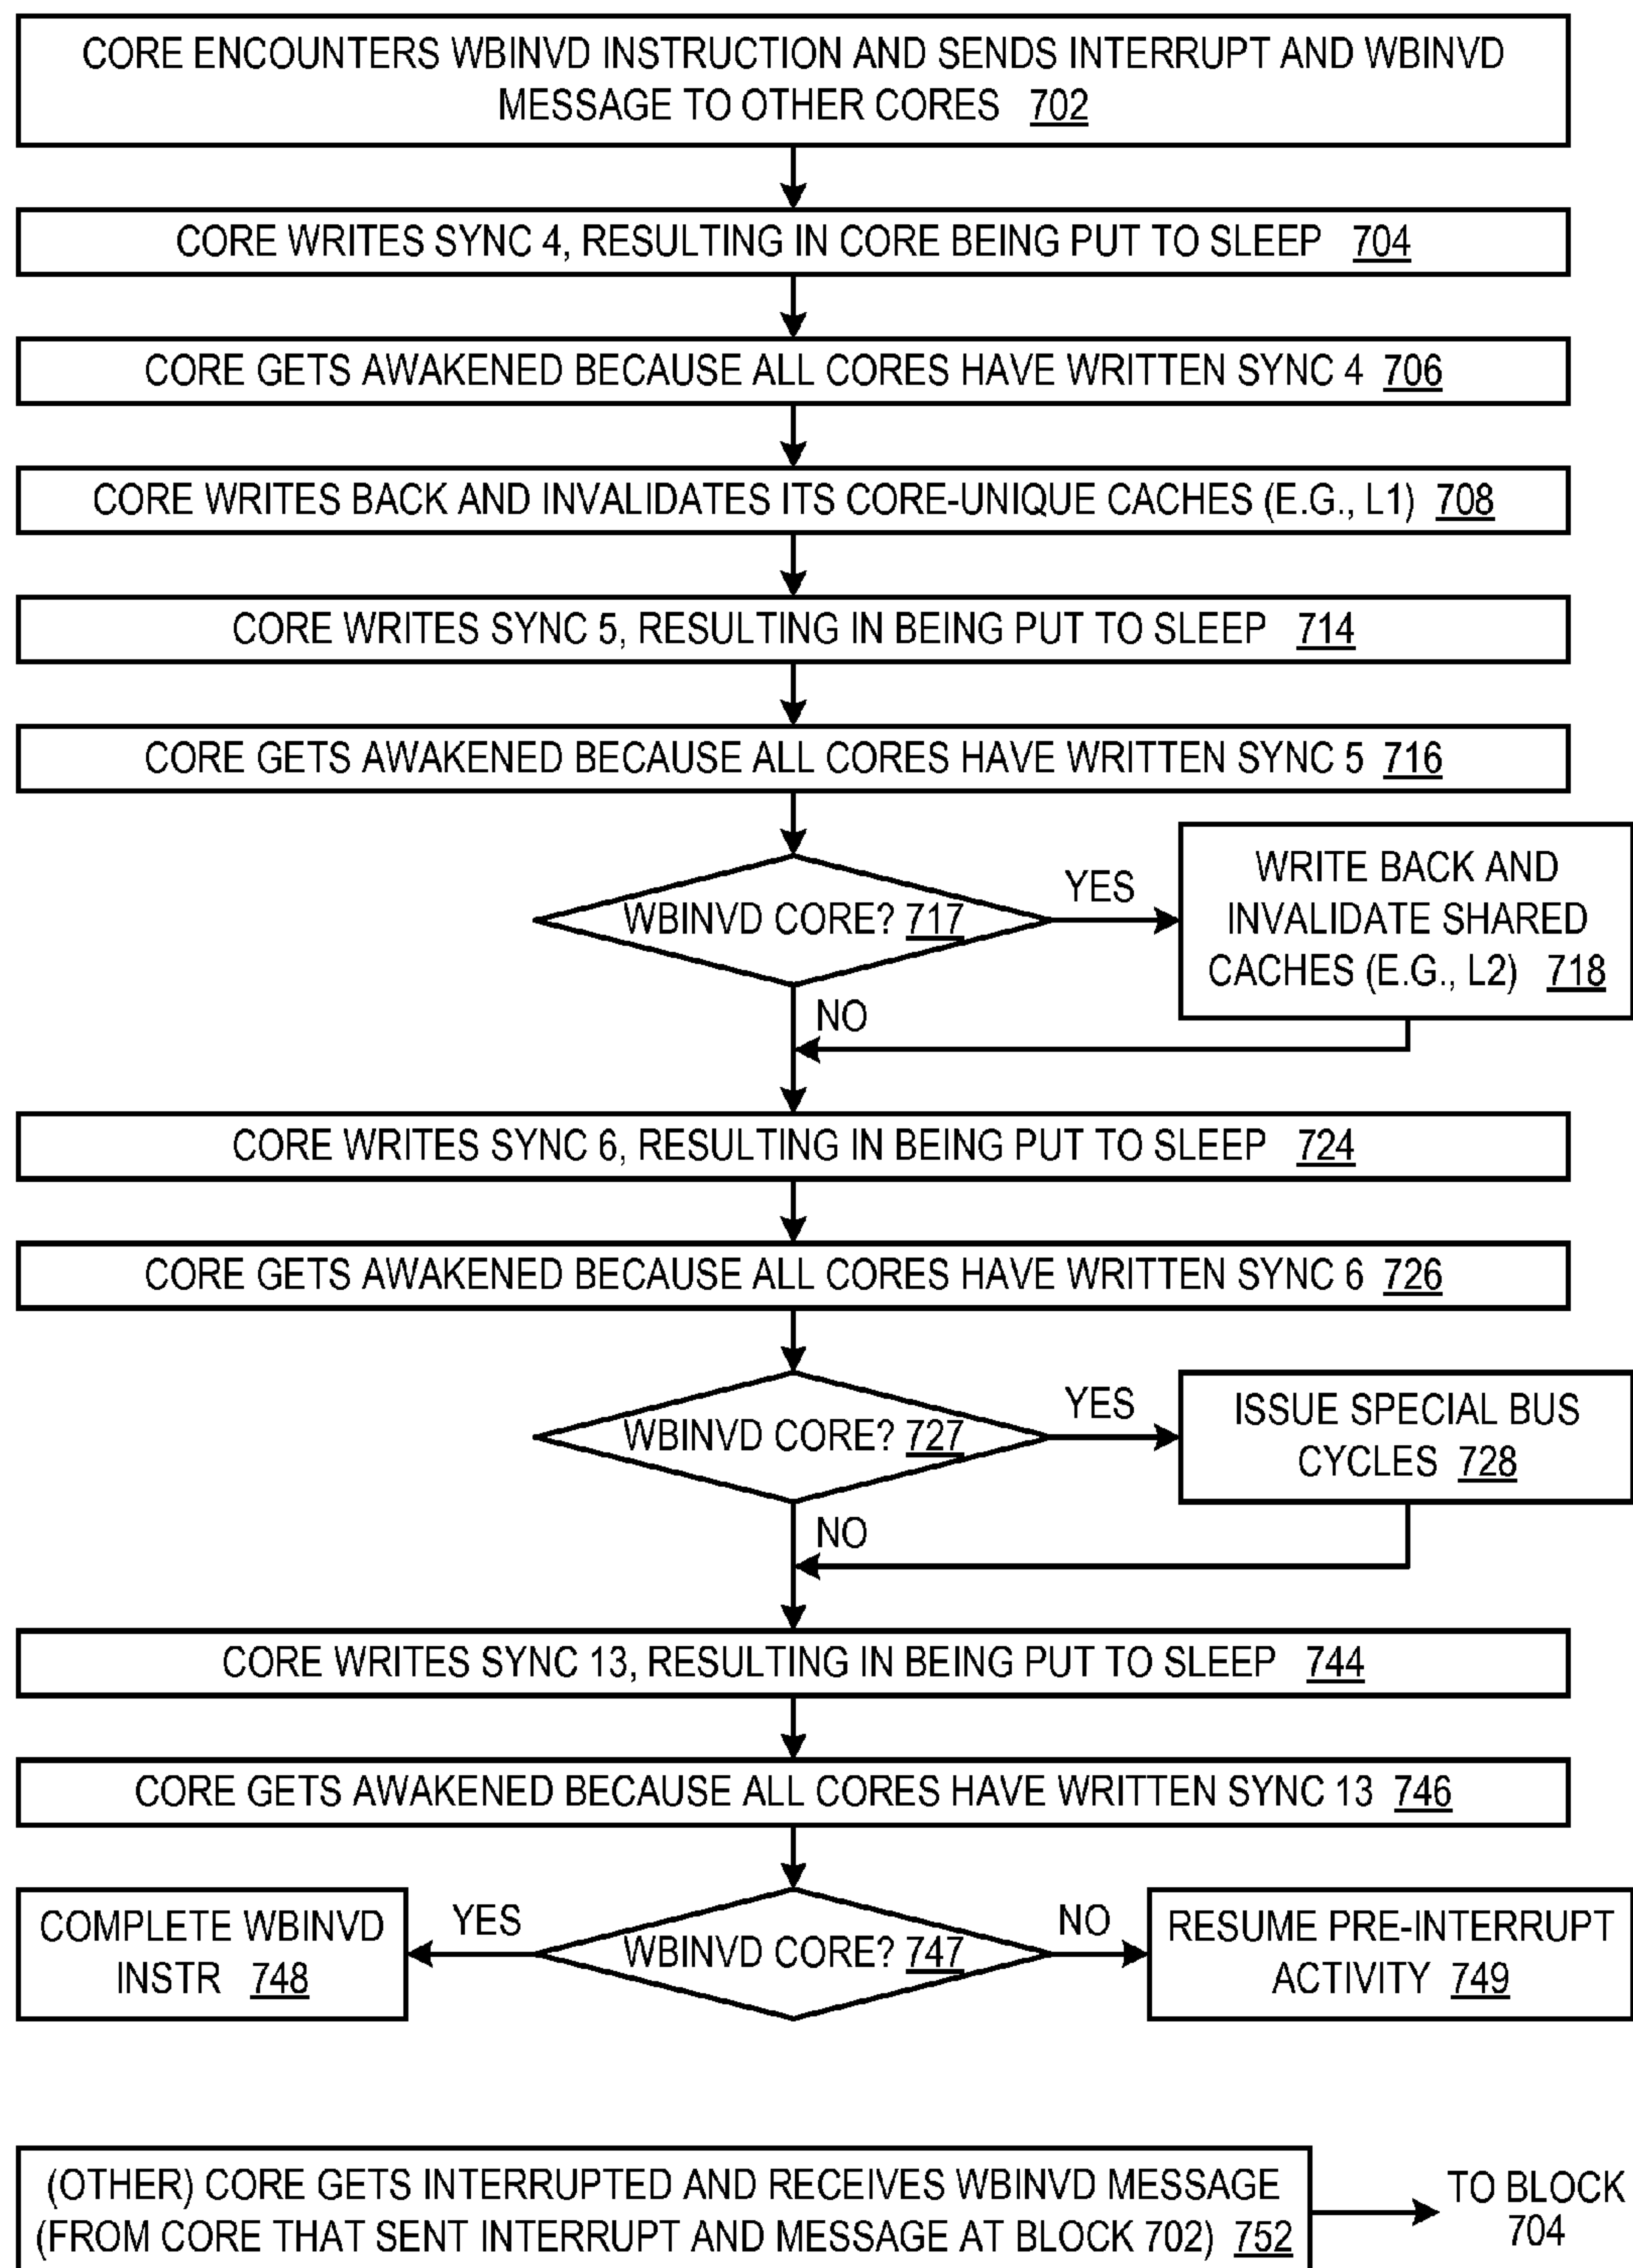 CORE ENCOUNTERS WBINVD INSTRUCTION AND SENDS INTERRUPT AND WBINVD
MESSAGE TO OTHER CORES 702
CORE WRITES SYNC 4, RESULTING IN CORE BEING PUT TO SLEEP 704
CORE GETS AWAKENED BECAUSE ALL CORES HAVE WRITTEN SYNC 4 706
CORE WRITES BACK AND INVALIDATES ITS CORE-UNIQUE CACHES (E.G., L1) 708
CORE WRITES SYNC 5, RESULTING IN BEING PUT TO SLEEP 714
CORE GETS AWAKENED BECAUSE ALL CORES HAVE WRITTEN SYNC 5 716
WBINVD CORE? 717
YES
WRITE BACK AND
INVALIDATE SHARED
CACHES (E.G., L2) 718
NO
CORE WRITES SYNC 6, RESULTING IN BEING PUT TO SLEEP 724
CORE GETS AWAKENED BECAUSE ALL CORES HAVE WRITTEN SYNC 6 726
WBINVD CORE? 727
YES
ISSUE SPECIAL BUS
CYCLES 728
NO
CORE WRITES SYNC 13, RESULTING IN BEING PUT TO SLEEP 744
CORE GETS AWAKENED BECAUSE ALL CORES HAVE WRITTEN SYNC 13 746
COMPLETE WBINVD
INSTR 748
YES
WBINVD CORE? 747
NO
RESUME PRE-INTERRUPT
ACTIVITY 749
(OTHER) CORE GETS INTERRUPTED AND RECEIVES WBINVD MESSAGE
(FROM CORE THAT SENT INTERRUPT AND MESSAGE AT BLOCK 702) 752
TO BLOCK
704